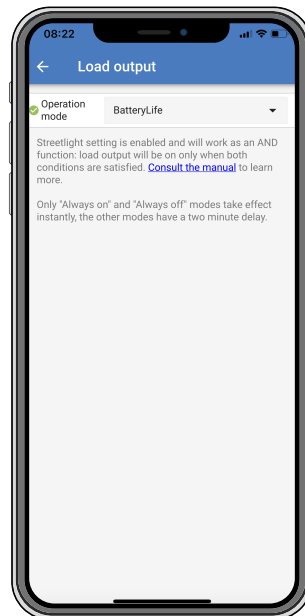 08:22
Load output
Operation
mode
BatteryLife
Streetlight setting is enabled and will work as an AND
function: load output will be on only when both
conditions are satisfied. Consult the manual to learn
more.
Only "Always on" and "Always off" modes take effect
instantly, the other modes have a two minute delay.